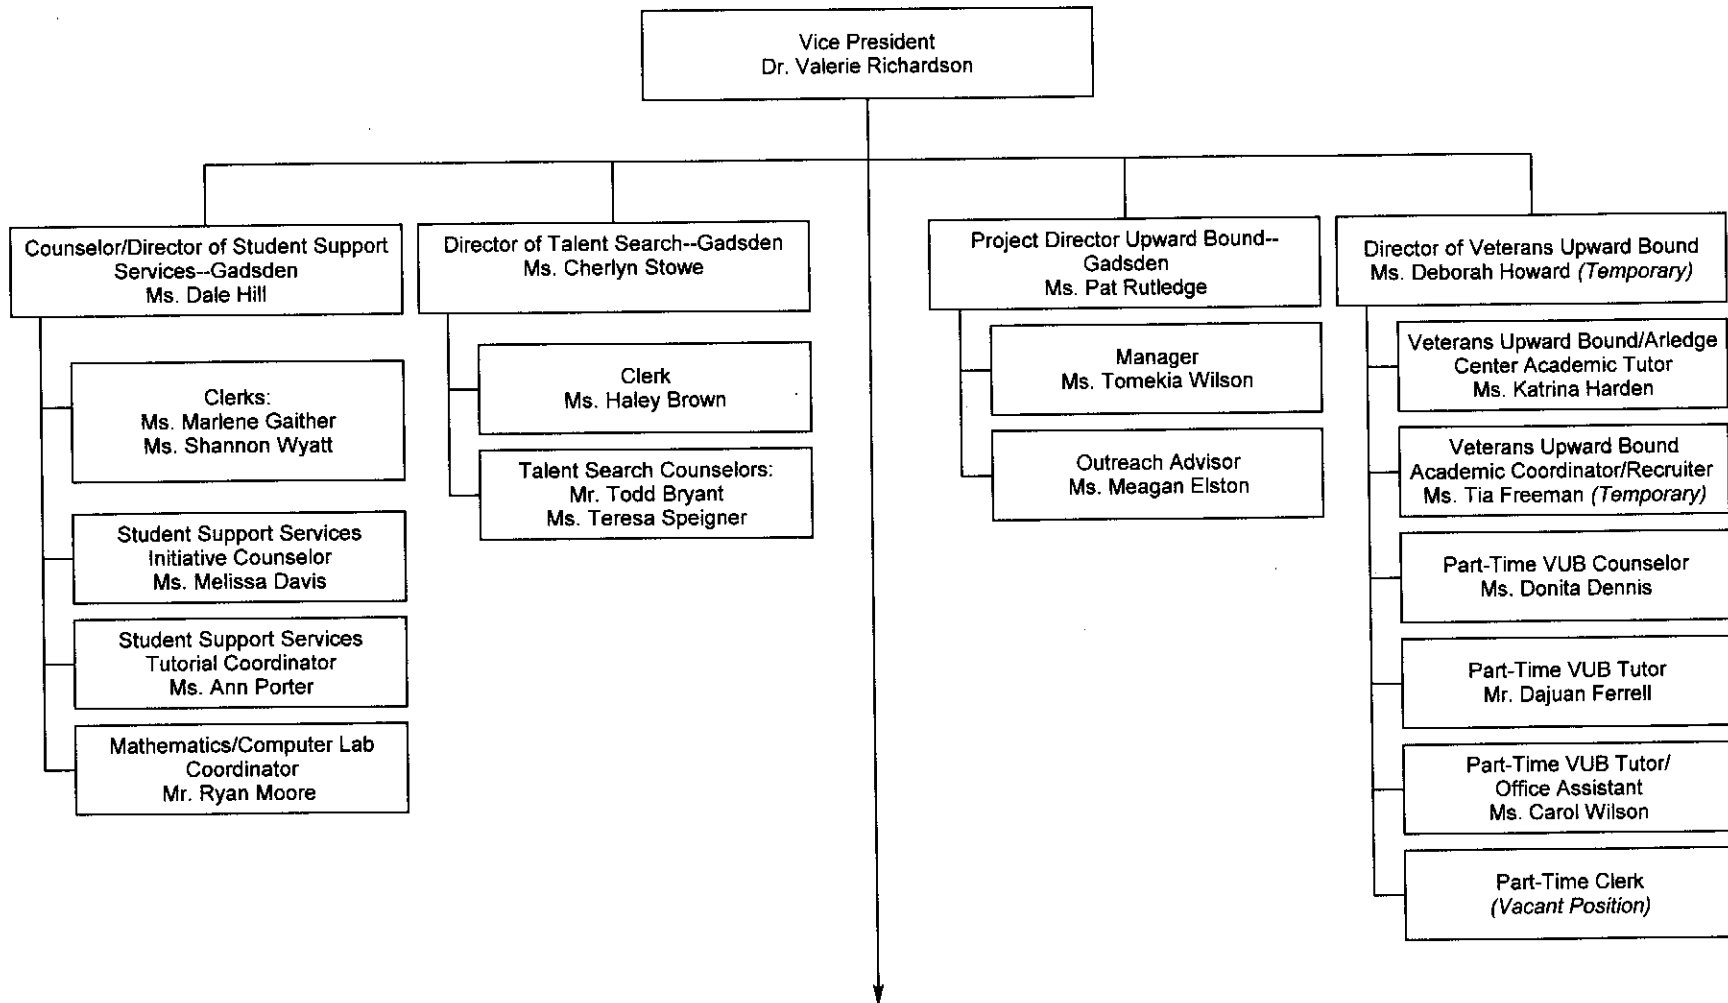 Vice President
Dr. Valerie Richardson
Counselor/Director of Student Support
Services--Gadsden
Ms. Dale Hill
Clerks:
Ms. Marlene Gaither
Ms. Shannon Wyatt
Student Support Services
Initiative Counselor
Ms. Melissa Davis
Student Support Services
Tutorial Coordinator
Ms. Ann Porter
Mathematics/Computer Lab
Coordinator
Mr. Ryan Moore
Director of Talent Search--Gadsden
Ms. Cherlyn Stowe
Clerk
Ms. Haley Brown
Talent Search Counselors:
Mr. Todd Bryant
Ms. Teresa Speigner
Project Director Upward Bound--
Gadsden
Ms. Pat Rutledge
Manager
Ms. Tomekia Wilson
Outreach Advisor
Ms. Meagan Elston
Director of Veterans Upward Bound
Ms. Deborah Howard (Temporary)
Veterans Upward Bound/Arledge
Center Academic Tutor
Ms. Katrina Harden
Veterans Upward Bound
Academic Coordinator/Recruiter
Ms. Tia Freeman (Temporary)
Part-Time VUB Counselor
Ms. Donita Dennis
Part-Time VUB Tutor
Mr. Dajuan Ferrell
Part-Time VUB Tutor/
Office Assistant
Ms. Carol Wilson
Part-Time Clerk
(Vacant Position)